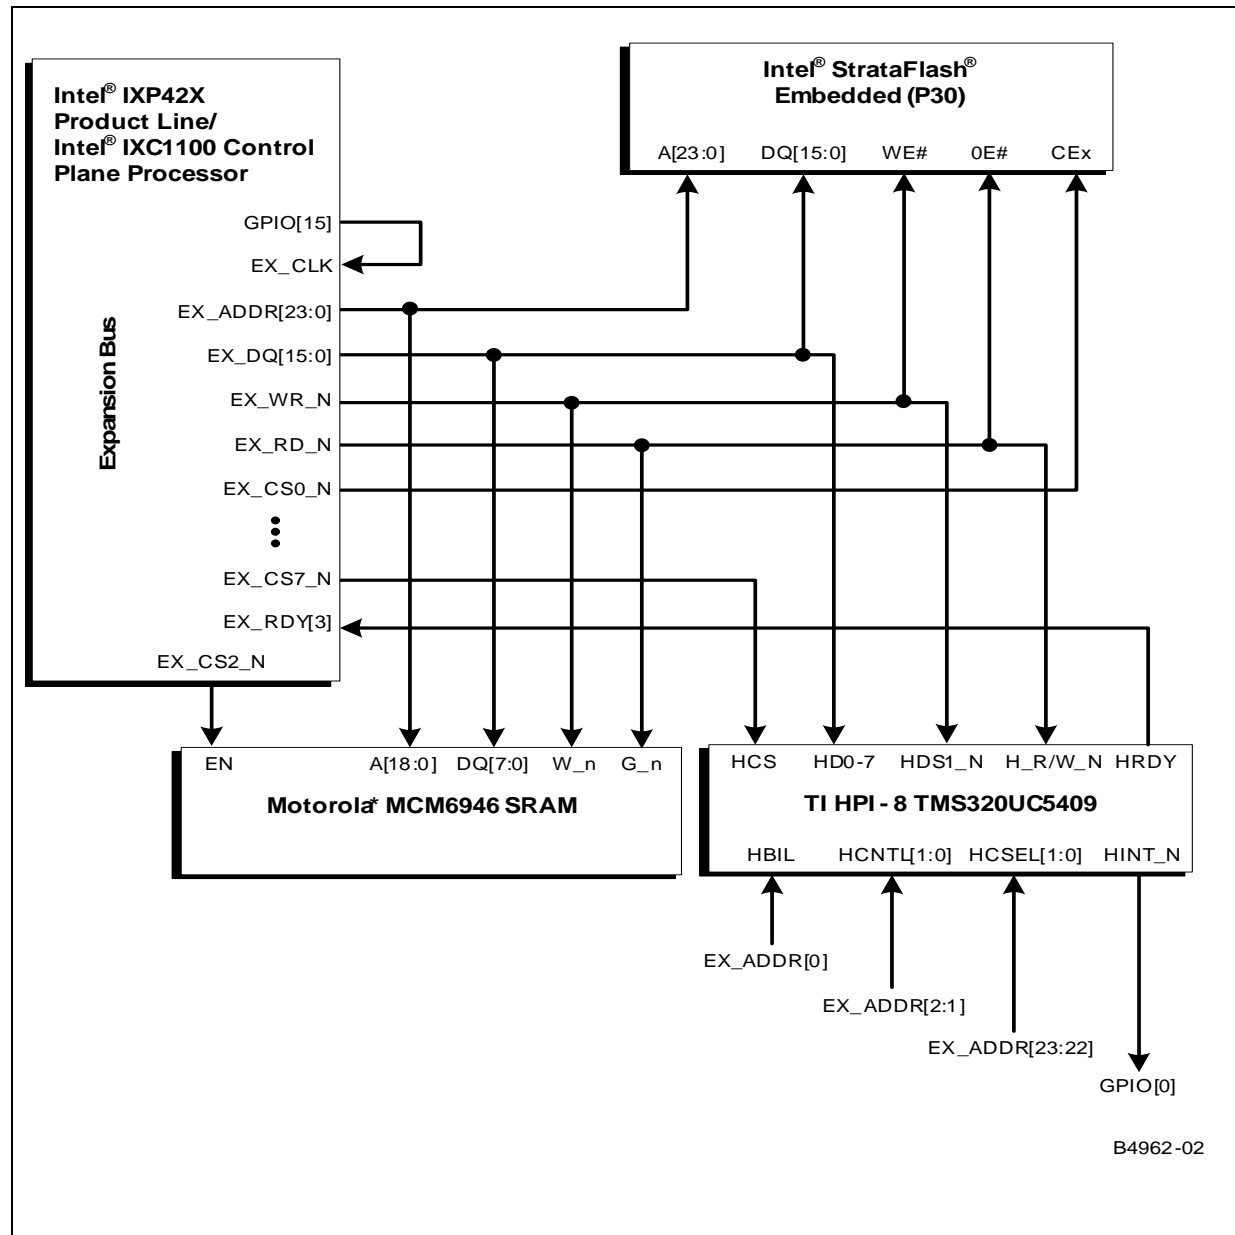 Intel® IXP42X
Product Line/
Intel® IXC1100 Control
Plane Processor
GPIO[15]
EX_CLK
EX_ADDR[23:0]
EX_DQ[15:0]
EX_WR_N
EX_RD_N
EX_CS0_N
EX_CS7_N
EX_RDY[3]
EX_CS2_N
Expansion Bus
Intel® StrataFlash®
Embedded (P30)
A[23:0] DQ[15:0] WE# 0E# CEx
EN A[18:0] DQ[7:0] W_n G_n
Motorola* MCM6946 SRAM
HCS HD0-7 HDS1_N H_R/W_N HRDY
TI HPI - 8 TMS320UC5409
HBIL HCNTL[1:0] HCSEL[1:0] HINT_N
EX_ADDR[0]
EX_ADDR[2:1]
EX_ADDR[23:22]
GPIO[0]
B4962-02